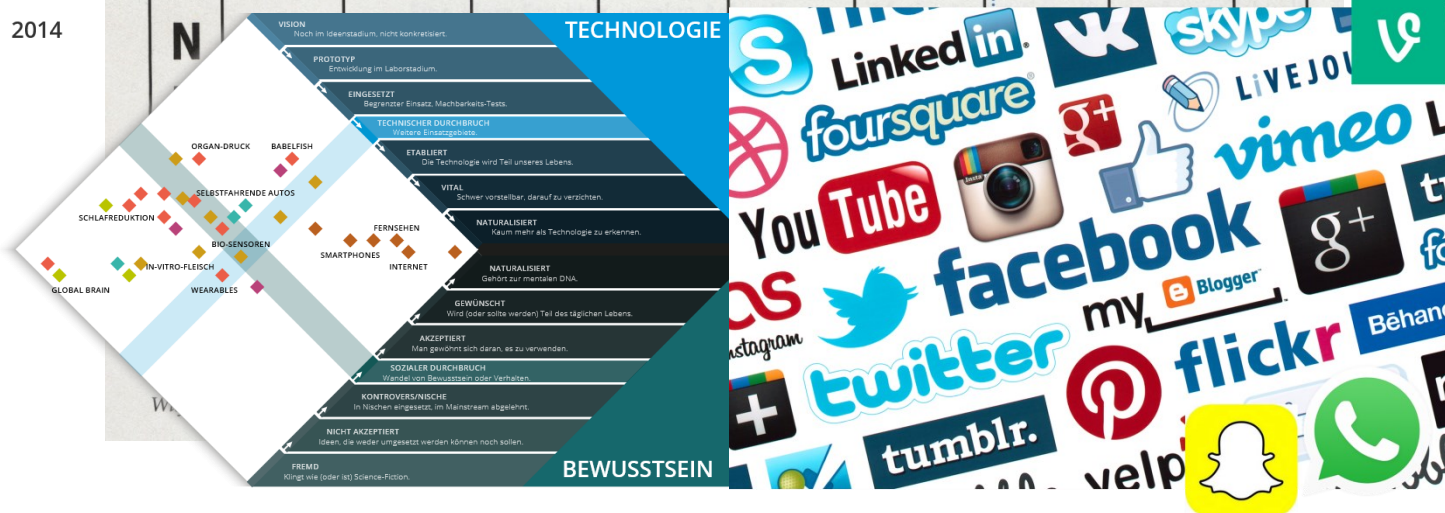 2014
N
VISION
Noch im Ideenstadium, nicht konkretisiert.
PROTOTYP
Entwicklung im Laborstadium.
EINGESETZT
Begrenzter Einsatz, Machbarkeits-Tests.
TECHNISCHER DURCHBRUCH
Weitere Einsatzgebiete.
ETABLIERT
Die Technologie wird Teil unseres Lebens.
VITAL
Schwer vorstellbar, darauf zu verzichten.
NATURALISIERT
Kaum mehr als Technologie zu erkennen.
NATURALISIERT
Gehört zur mentalen DNA.
GEWÜNSCHT
Wird (oder sollte werden) Teil des täglichen Lebens.
AKZEPTIERT
Man gewöhnt sich daran, es zu verwenden.
SOZIALER DURCHBRUCH
Wandel von Bewusstsein oder Verhalten.
KONTROVERS/NISCHE
In Nischen eingesetzt, im Mainstream abgelehnt.
NICHT AKZEPTIERT
Ideen, die weder umgesetzt werden können noch sollen.
FREMD
Klingt wie (oder ist) Science-Fiction.
TECHNOLOGIE
BEWUSSTSEIN
ORGAN-DRUCK
BABELFISH
SELBSTFAHRENDE AUTOS
SCHLAFREDUKTION
BIO-SENSOREN
FERNSEHEN
SMARTPHONES
INTERNET
IN-VITRO-FLEISCH
GLOBAL BRAIN
WEARABLES
S
Linked in
skype
foursquare
g+
vimeo
You Tube
Insta
facebook
g+
my
Blogger
twitter
flickr
tumblr.
yelp